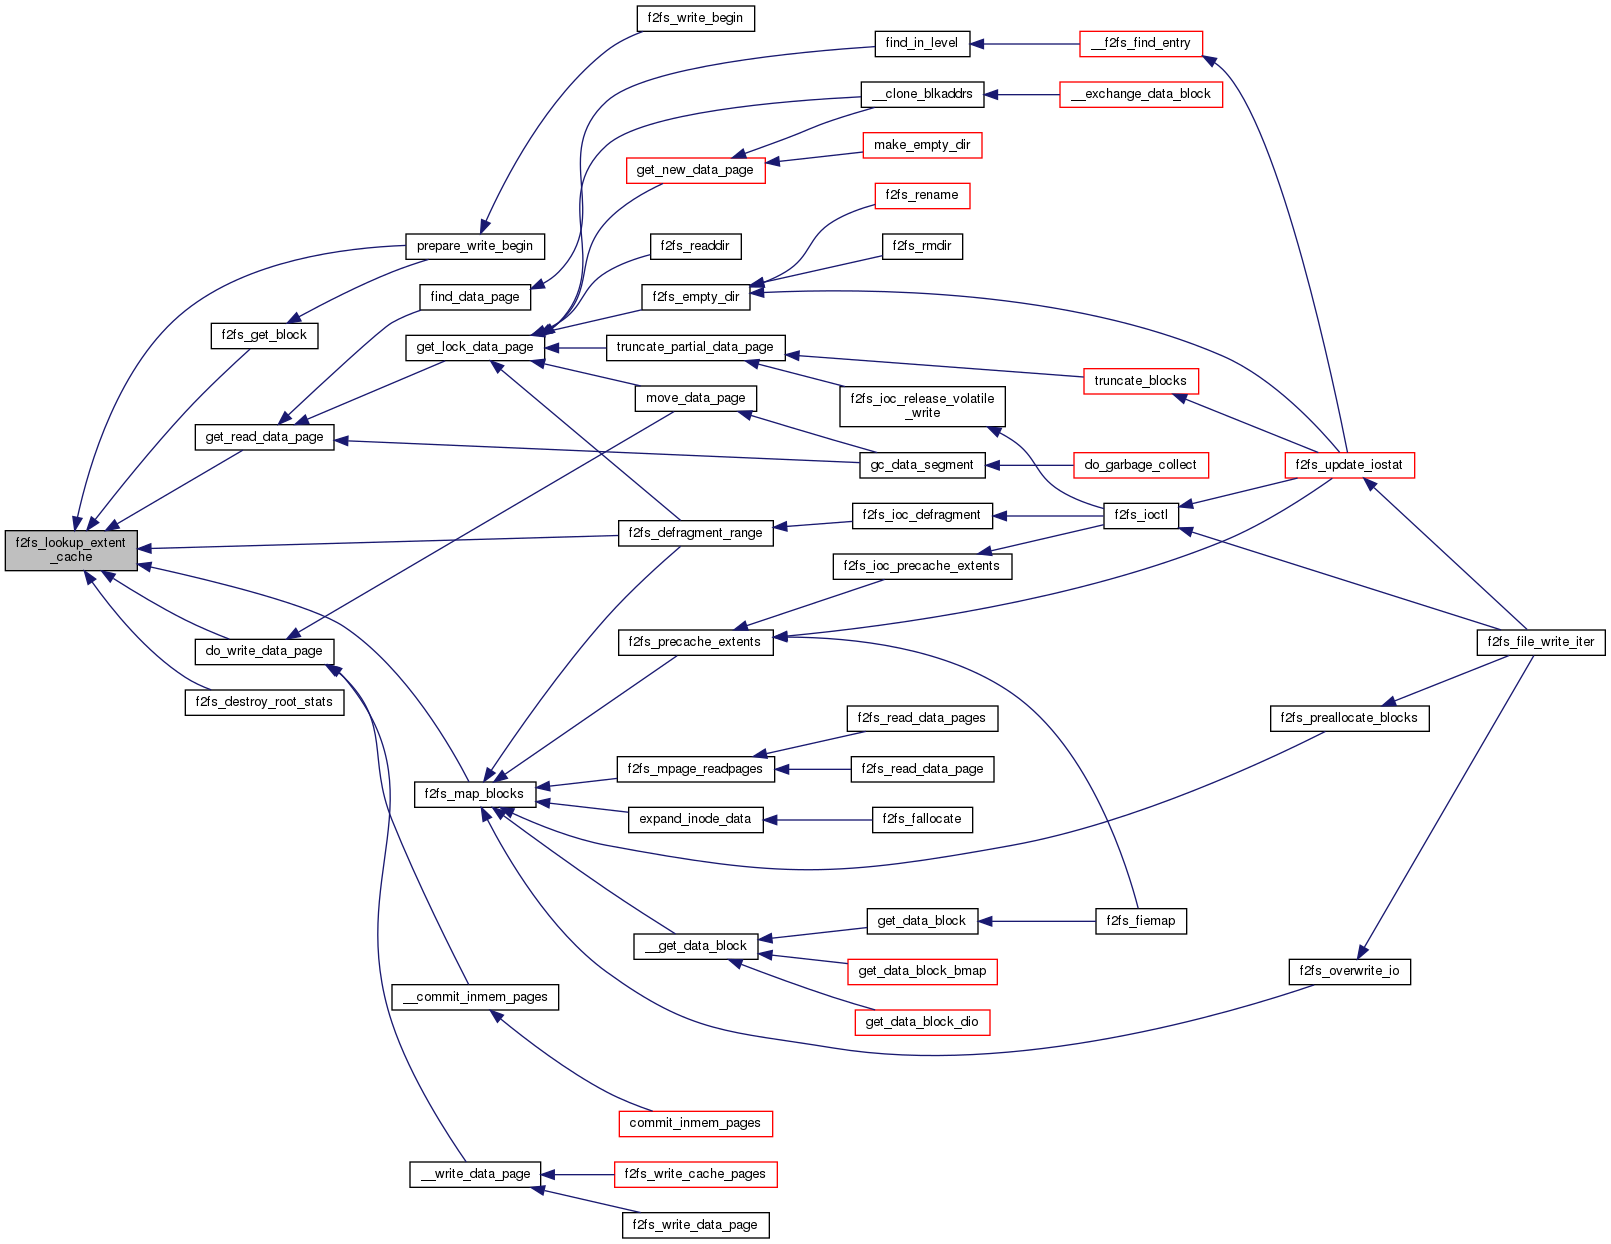 f2fs_write_begin
find_in_level
__f2fs_find_entry
__clone_blkaddrs
__exchange_data_block
make_empty_dir
get_new_data_page
f2fs_rename
prepare_write_begin
f2fs_readdir
f2fs_rmdir
find_data_page
f2fs_empty_dir
f2fs_get_block
get_lock_data_page
truncate_partial_data_page
truncate_blocks
move_data_page
f2fs_ioc_release_volatile
_write
get_read_data_page
gc_data_segment
do_garbage_collect
f2fs_update_iostat
f2fs_ioc_defragment
f2fs_ioctl
f2fs_defragment_range
f2fs_lookup_extent
_cache
f2fs_ioc_precache_extents
f2fs_precache_extents
f2fs_file_write_iter
do_write_data_page
f2fs_destroy_root_stats
f2fs_read_data_pages
f2fs_preallocate_blocks
f2fs_mpage_readpages
f2fs_read_data_page
f2fs_map_blocks
expand_inode_data
f2fs_fallocate
get_data_block
f2fs_fiemap
__get_data_block
get_data_block_bmap
f2fs_overwrite_io
__commit_inmem_pages
get_data_block_dio
commit_inmem_pages
__write_data_page
f2fs_write_cache_pages
f2fs_write_data_page